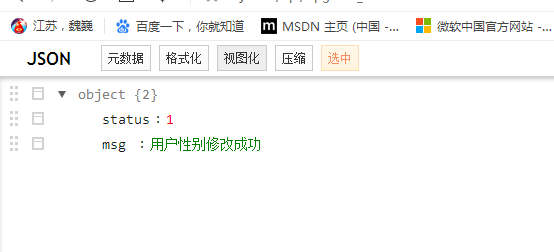 江苏，魏巍 百度一下，你就知道 MSDN 主页 (中国 -... 微软中国官方网站 -...
JSON 元数据 格式化 视图化 压缩 选中
object {2}
status : 1
msg : 用户性别修改成功